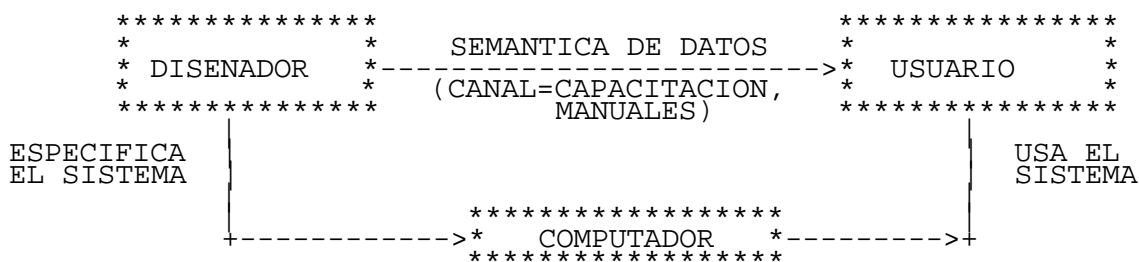 SEMANTICA DE DATOS
DISENADOR
USUARIO
(CANAL=CAPACITACION,
MANUALES)
ESPECIFICA
EL SISTEMA
USA EL
SISTEMA
COMPUTADOR